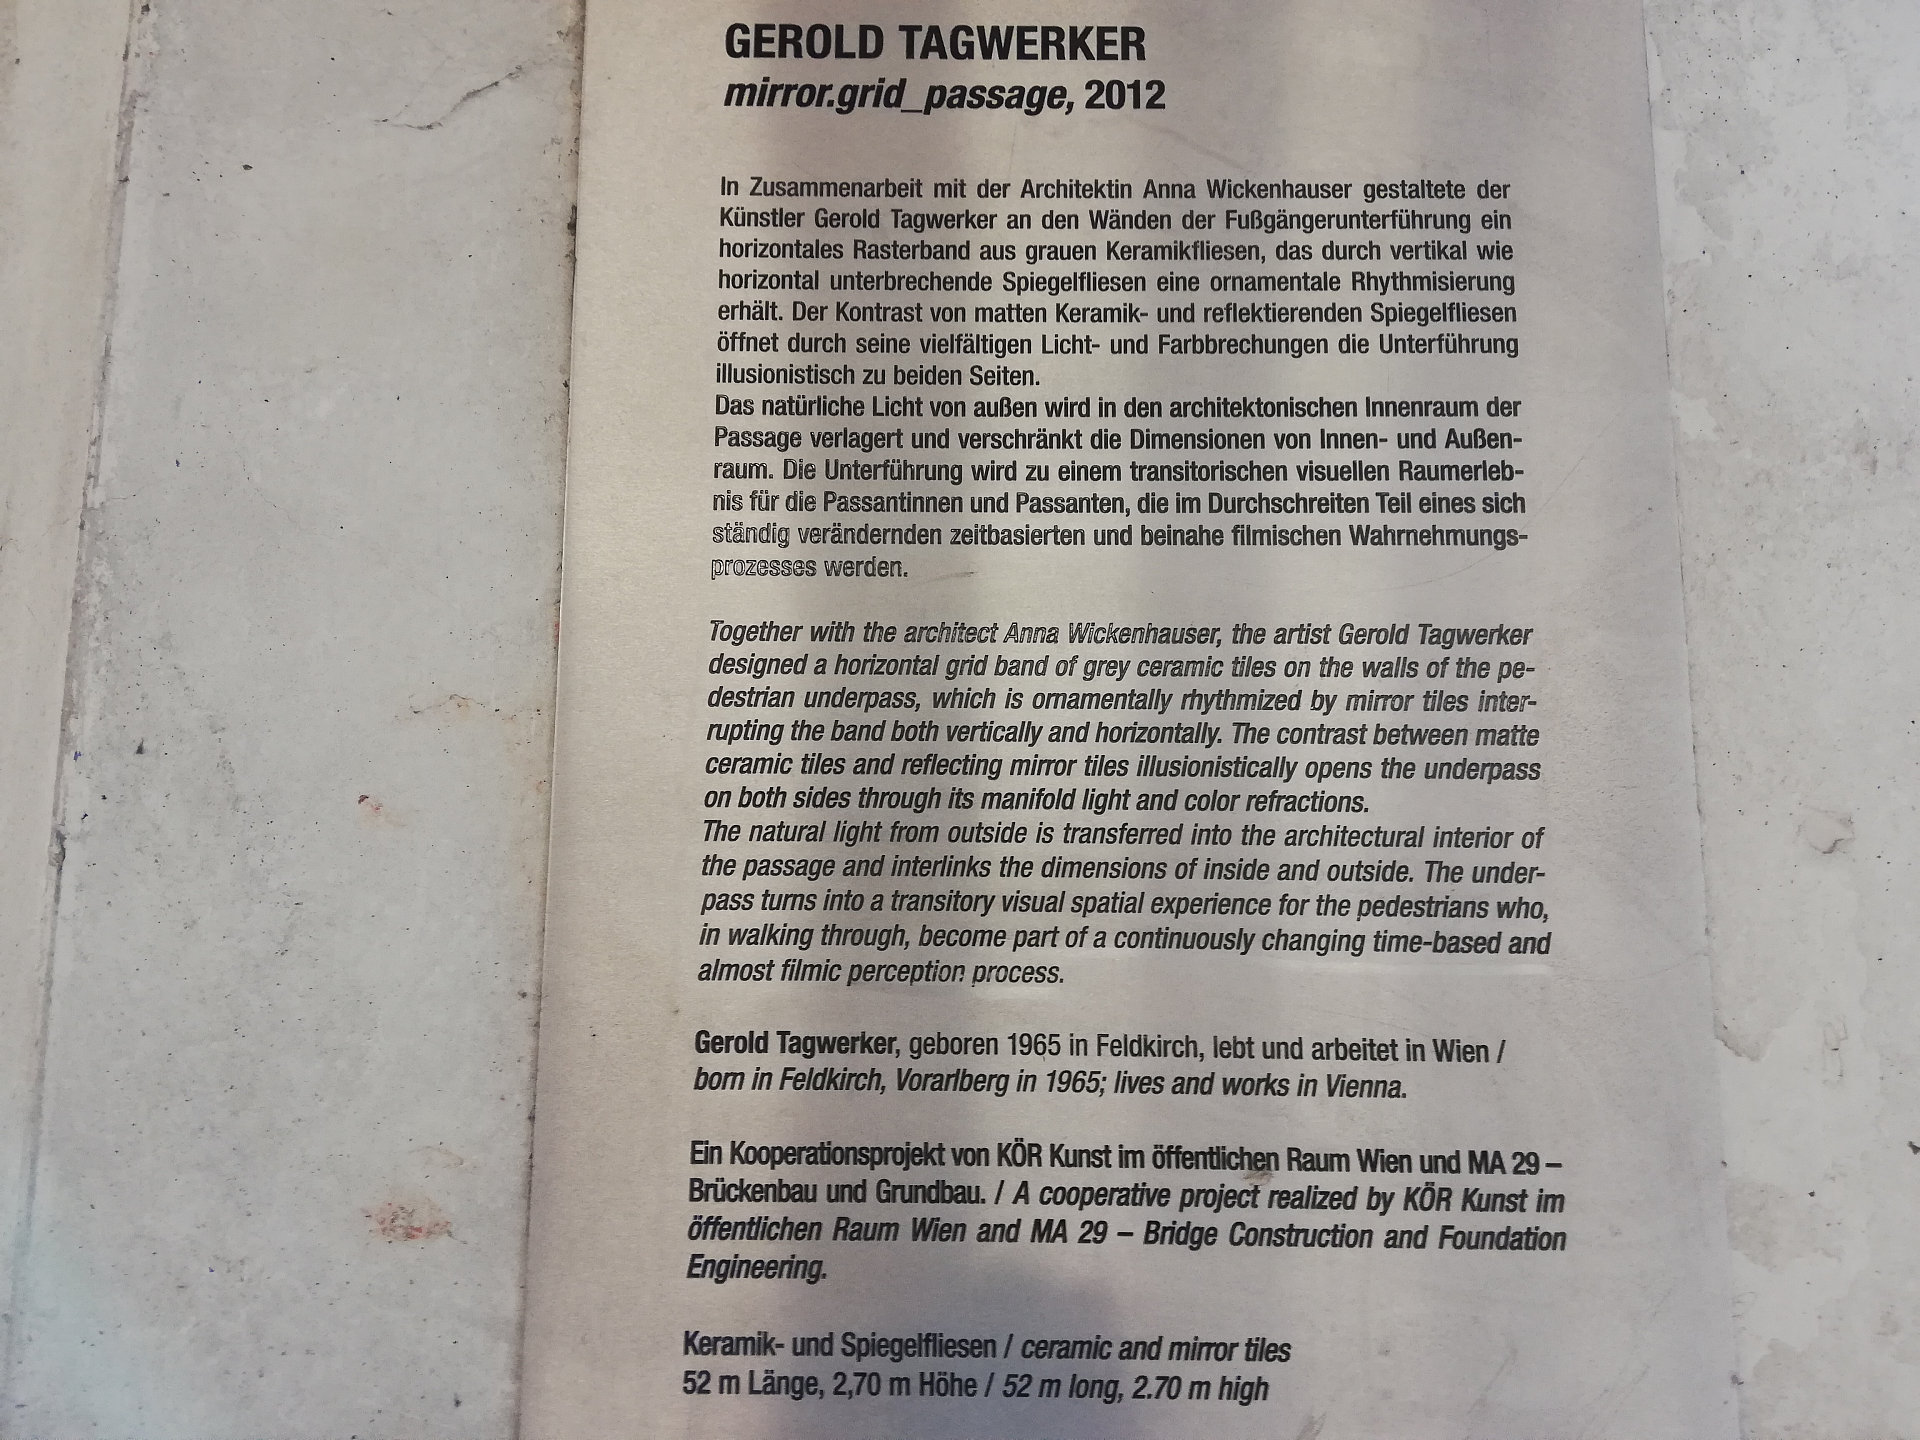 GEROLD TAGWERKER
mirror.grid_passage, 2012
In Zusammenarbeit mit der Architektin Anna Wickenhauser gestaltete der
Künstler Gerold Tagwerker an den Wänden der Fußgängerunterführung ein
horizontales Rasterband aus grauen Keramikfliesen, das durch vertikal wie
horizontal unterbrechende Spiegelfliesen eine ornamentale Rhythmisierung
erhält. Der Kontrast von matten Keramik- und reflektierenden Spiegelfliesen
öffnet durch seine vielfältigen Licht- und Farbbrechungen die Unterführung
illusionistisch zu beiden Seiten.
Das natürliche Licht von außen wird in den architektonischen Innenraum der
Passage verlagert und verschränkt die Dimensionen von Innen- und Außen-
raum. Die Unterführung wird zu einem transitorischen visuellen Raumerleb-
nis für die Passantinnen und Passanten, die im Durchschreiten Teil eines sich
ständig verändernden zeitbasierten und beinahe filmischen Wahrnehmungs-
prozesses werden.
Together with the architect Anna Wickenhauser, the artist Gerold Tagwerker
designed a horizontal grid band of grey ceramic tiles on the walls of the pe-
destrian underpass, which is ornamentally rhythmized by mirror tiles inter-
rupting the band both vertically and horizontally. The contrast between matte
ceramic tiles and reflecting mirror tiles illusionistically opens the underpass
on both sides through its manifold light and color refractions.
The natural light from outside is transferred into the architectural interior of
the passage and interlinks the dimensions of inside and outside. The under-
pass turns into a transitory visual spatial experience for the pedestrians who,
in walking through, become part of a continuously changing time-based and
almost filmic perception process.
Gerold Tagwerker, geboren 1965 in Feldkirch, lebt und arbeitet in Wien /
born in Feldkirch, Vorarlberg in 1965; lives and works in Vienna.
Ein Kooperationsprojekt von KÖR Kunst im öffentlichen Raum Wien und MA 29 –
Brückenbau und Grundbau. / A cooperative project realized by KÖR Kunst im
öffentlichen Raum Wien and MA 29 – Bridge Construction and Foundation
Engineering.
Keramik- und Spiegelfliesen / ceramic and mirror tiles
52 m Länge, 2,70 m Höhe / 52 m long, 2.70 m high